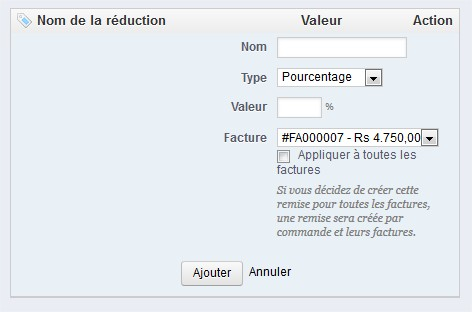 Nom de la réduction Valeur Action
Nom
Type Pourcentage
Valeur %
Facture #FA000007 - Rs 4.750,00
Appliquer à toutes les
factures
Si vous décidez de créer cette
remise pour toutes les factures,
une remise sera créée par
commande et leurs factures.
Ajouter Annuler